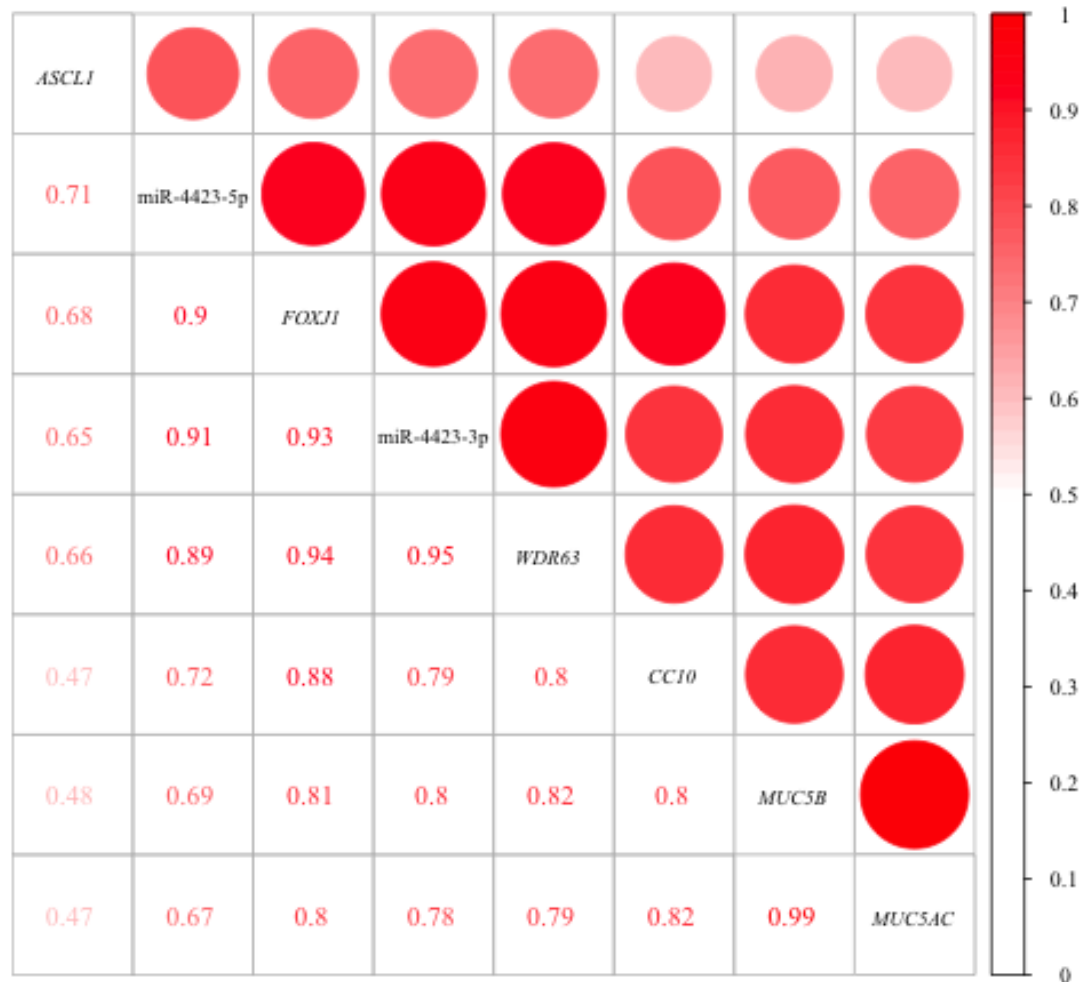 ASCL1
0.71 miR-4423-5p
0.68 0.9 FOXJ1
0.65 0.91 0.93 miR-4423-3p
0.66 0.89 0.94 0.95 WDR63
0.47 0.72 0.88 0.79 0.8 CC10
0.48 0.69 0.81 0.8 0.82 0.8 MUC5B
0.47 0.67 0.8 0.78 0.79 0.82 0.99 MUC5AC
1
0.9
0.8
0.7
0.6
0.5
0.4
0.3
0.2
0.1
0